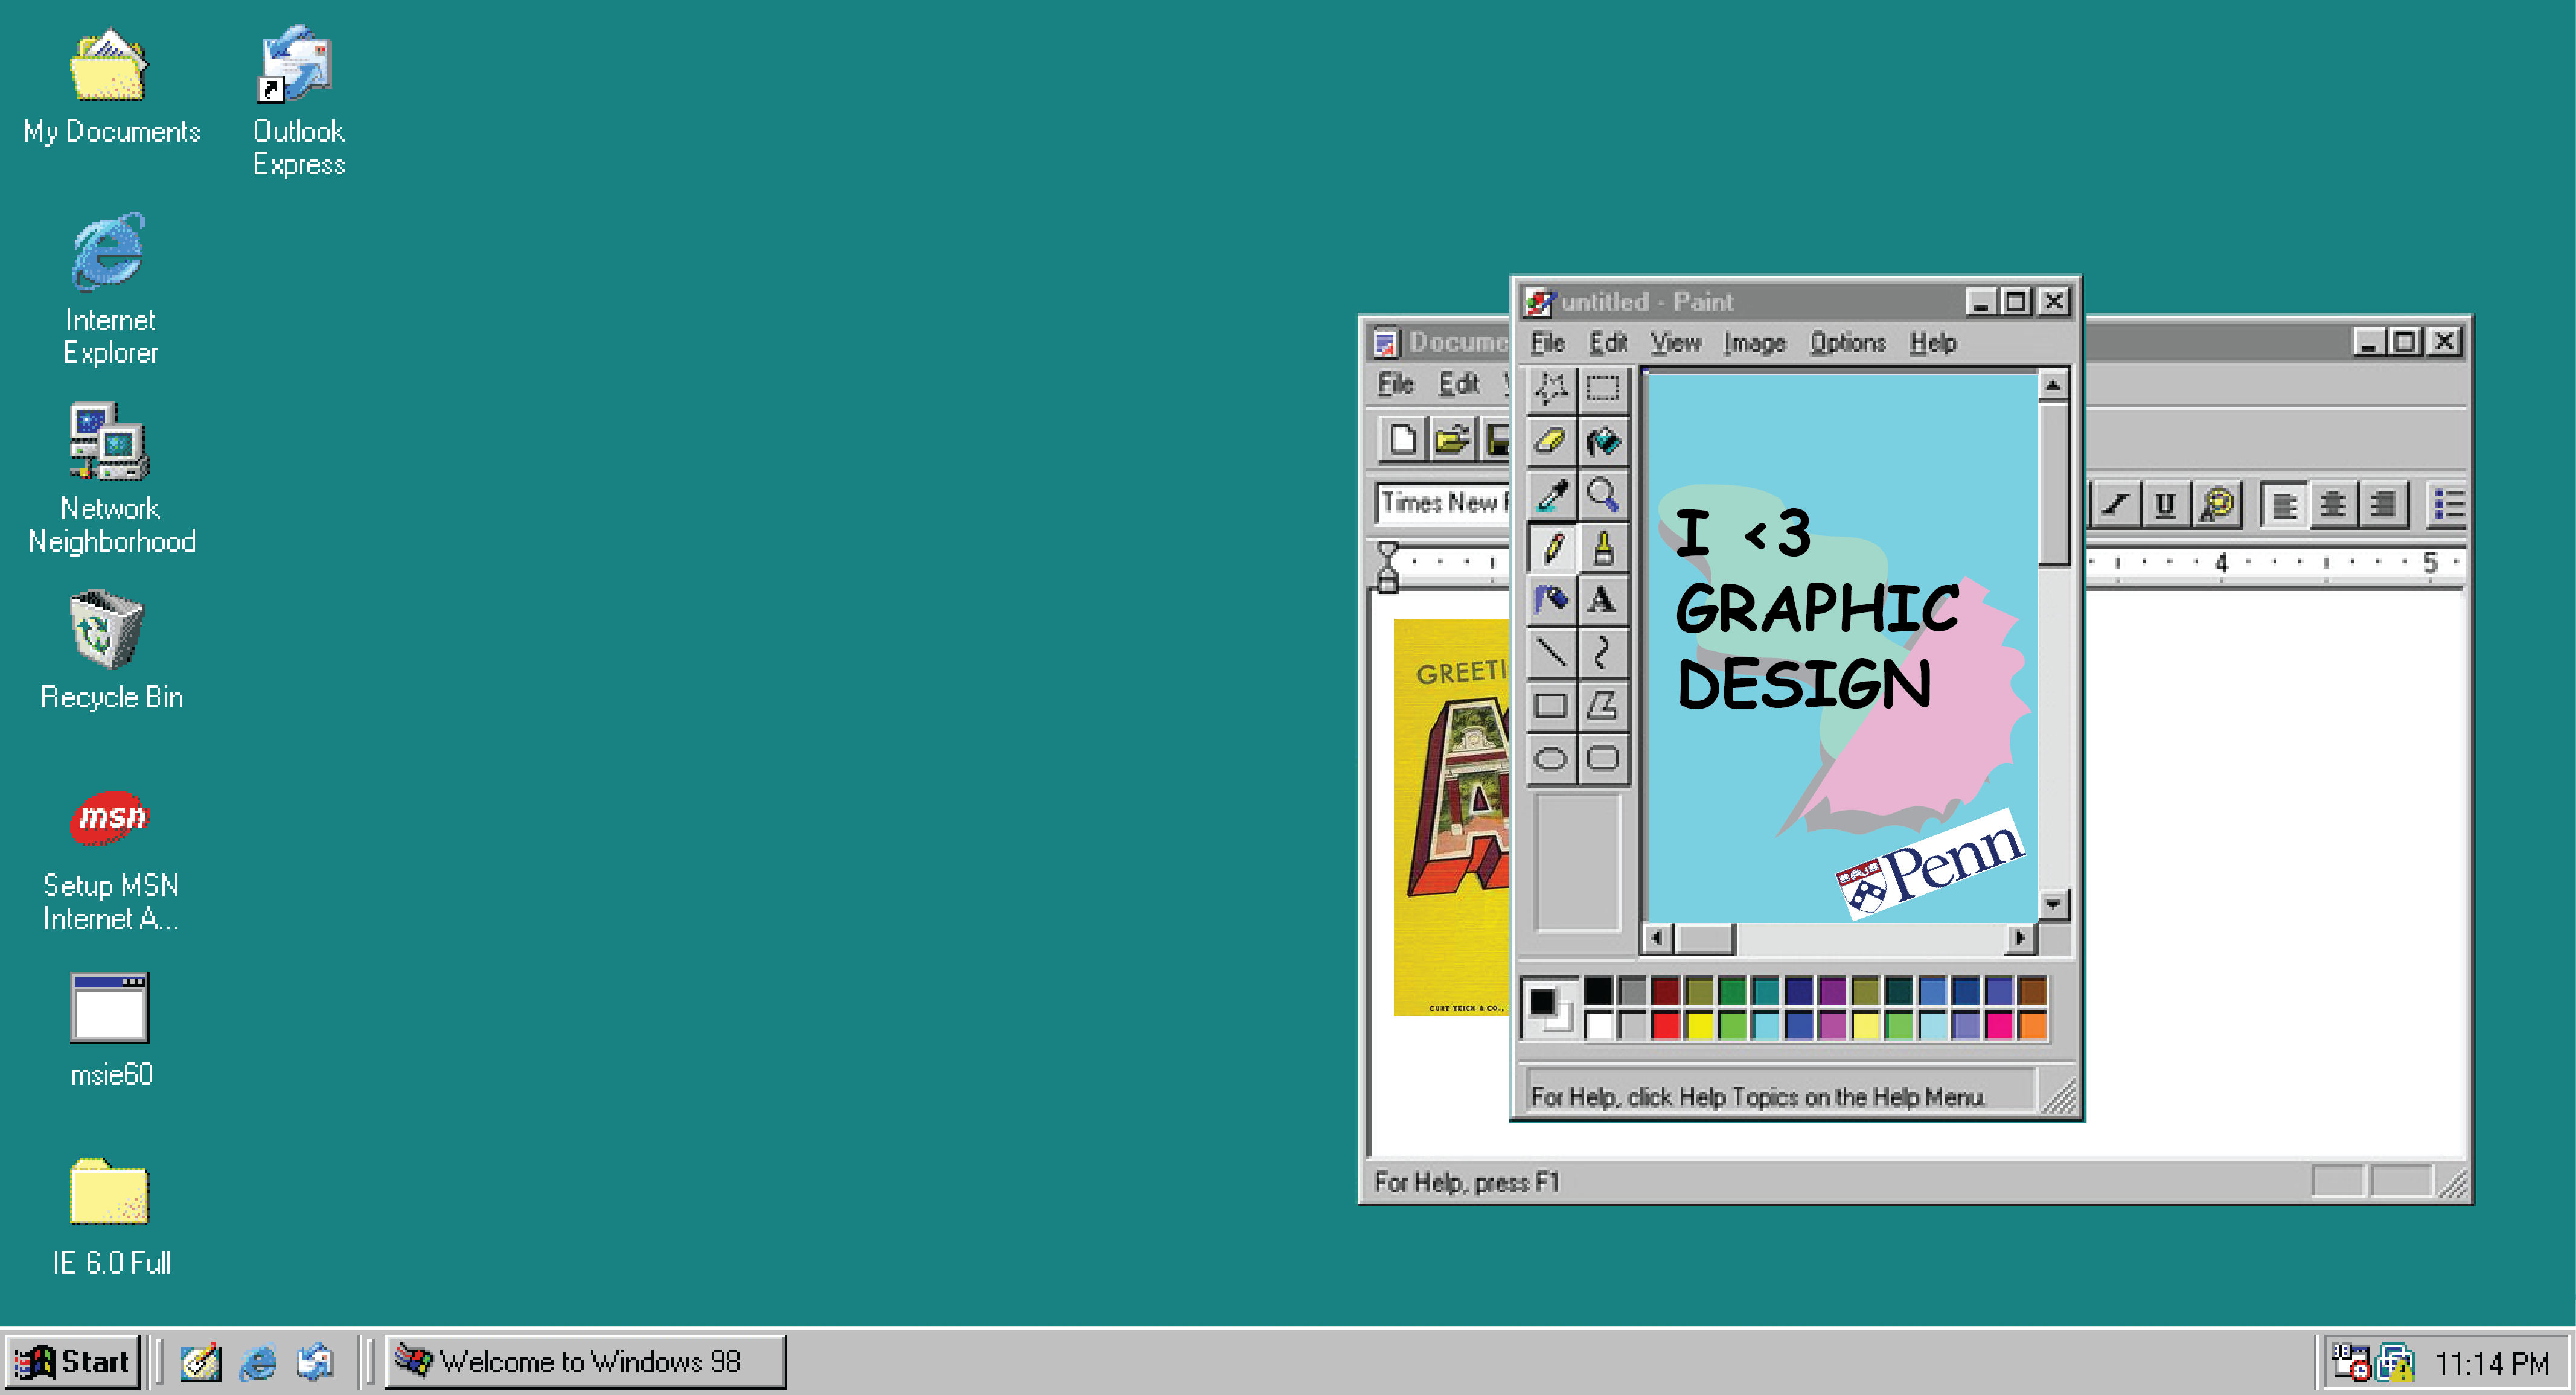 My Documents
Outlook
Express
Internet
Explorer
Network
Neighborhood
Recycle Bin
msn
Setup MSN
Internet A...
msie60
IE 6.0 Full
untitled - Paint
File Edit View Image Options Help
I <3
GRAPHIC
DESIGN
Penn
For Help, click Help Topics on the Help Menu.
Docume
File Edit
Times New
U
4 5
GREETI
A
CURT TEICH & CO.,
For Help, press F1
Start
Welcome to Windows 98
11:14 PM